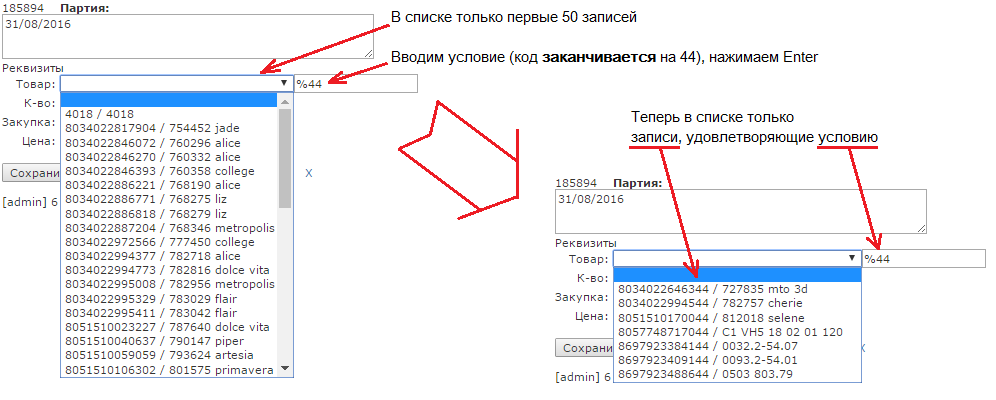 185894 Партия:
31/08/2016
В списке только первые 50 записей
Вводим условие (код заканчивается на 44), нажимаем Enter
Реквизиты
Товар: %44
К-во:
Закупка:
Цена:
Сохрани
X
[admin] 6
4018 / 4018
8034022817904 / 754452 jade
8034022846072 / 760296 alice
8034022846270 / 760332 alice
8034022846393 / 760358 college
8034022886221 / 768190 alice
8034022886771 / 768275 liz
8034022886818 / 768279 liz
8034022887204 / 768346 metropolis
8034022972566 / 777450 college
8034022994377 / 782718 alice
8034022994773 / 782816 dolce vita
8034022995008 / 782956 metropolis
8034022995329 / 783029 flair
8034022995411 / 783042 flair
8051510023227 / 787640 dolce vita
8051510040637 / 790147 piper
8051510059059 / 793624 artesia
8051510106302 / 801575 primavera
Теперь в списке только
записи, удовлетворяющие условию
185894 Партия:
31/08/2016
Реквизиты
Товар: %44
К-во:
Закупка:
Цена:
Сохрани
X
[admin] 6
8034022646344 / 727835 mto 3d
8034022994544 / 782757 cherie
8051510170044 / 812018 selene
8057748717044 / C1 VH5 18 02 01 120
8697923384144 / 0032.2-54.07
8697923409144 / 0093.2-54.01
8697923488644 / 0503 803.79